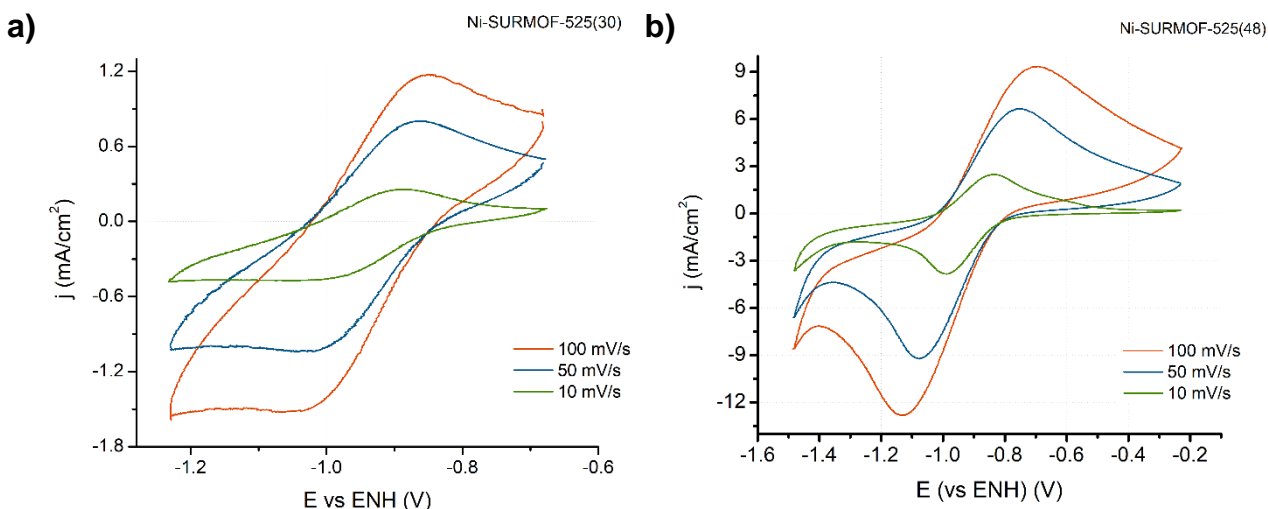 a)
Ni-SURMOF-525(30)
j (mA/cm²)
1.2
0.6
0.0
-0.6
-1.2
-1.8
100 mV/s
50 mV/s
10 mV/s
-1.2
-1.0
-0.8
-0.6
E vs ENH (V)
b)
Ni-SURMOF-525(48)
j (mA/cm²)
9
6
3
0
-3
-6
-9
-12
100 mV/s
50 mV/s
10 mV/s
-1.6
-1.4
-1.2
-1.0
-0.8
-0.6
-0.4
-0.2
E (vs ENH) (V)